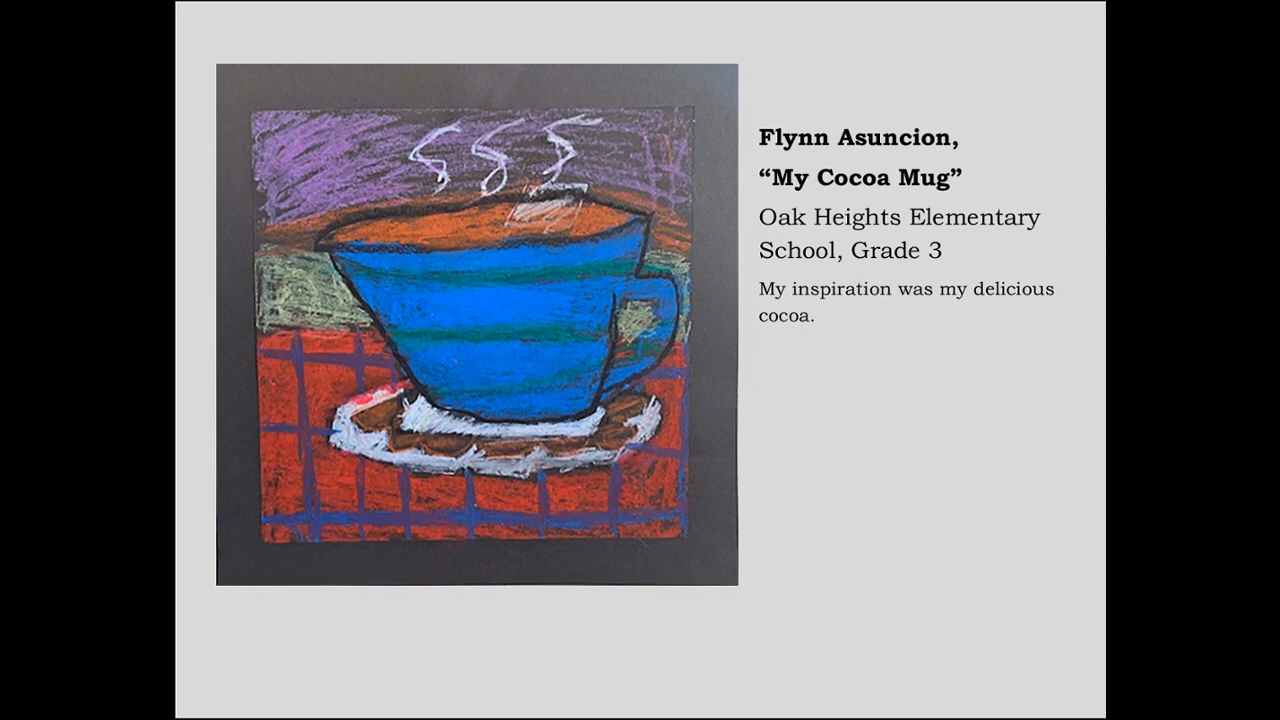 Flynn Asuncion,
“My Cocoa Mug”
Oak Heights Elementary
School, Grade 3
My inspiration was my delicious
cocoa.